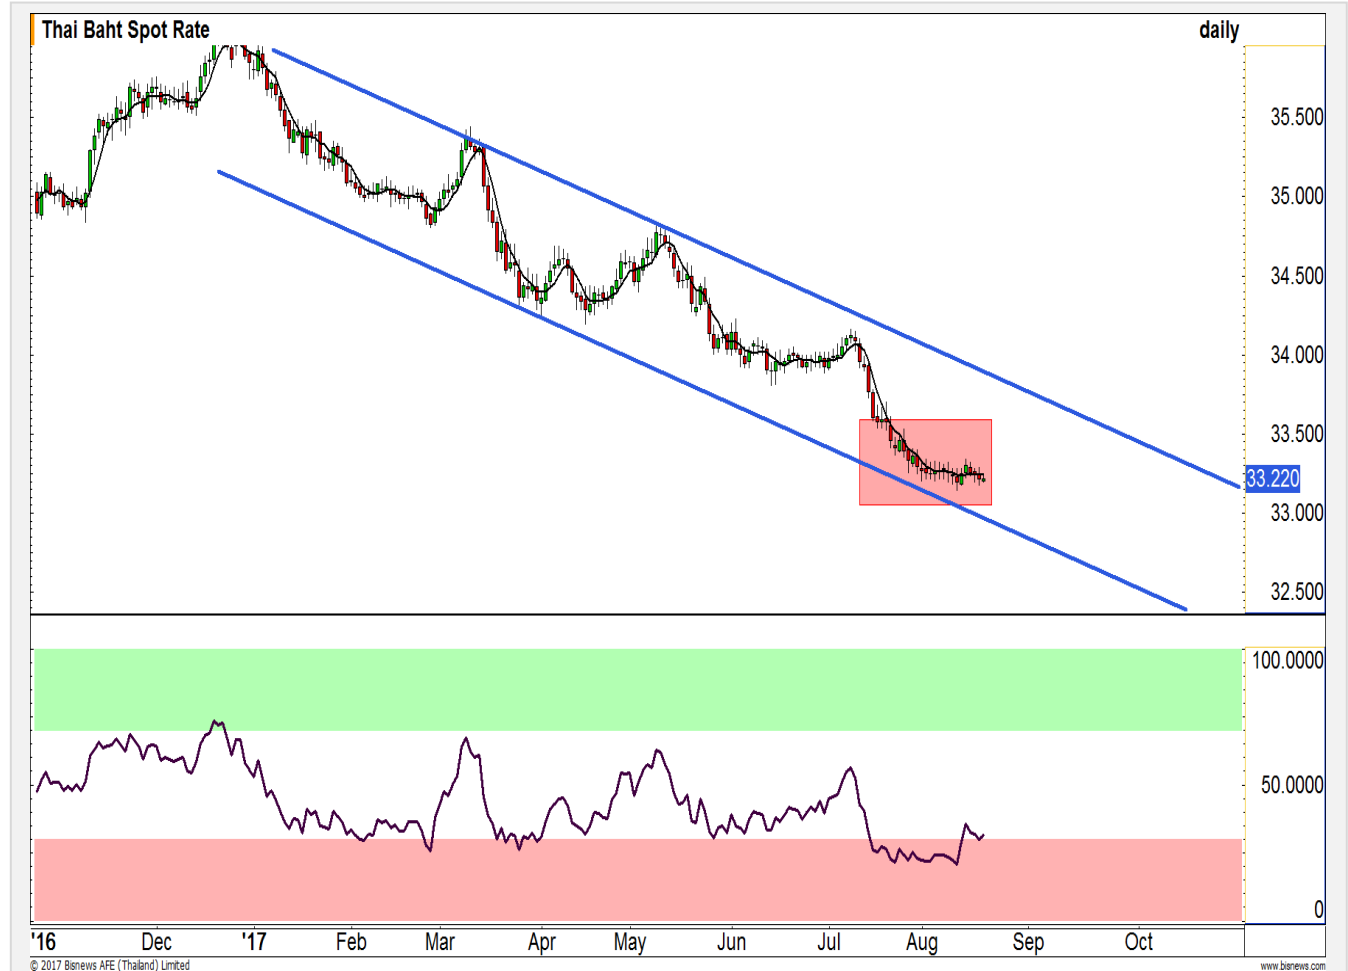 Thai Baht Spot Rate
daily
35.500
35.000
34.500
34.000
33.500
33.220
33.000
32.500
100.0000
50.0000
0
'16 Dec '17 Feb Mar Apr May Jun Jul Aug Sep Oct
© 2017 Bisnews AFE (Thailand) Limited
www.bisnews.com